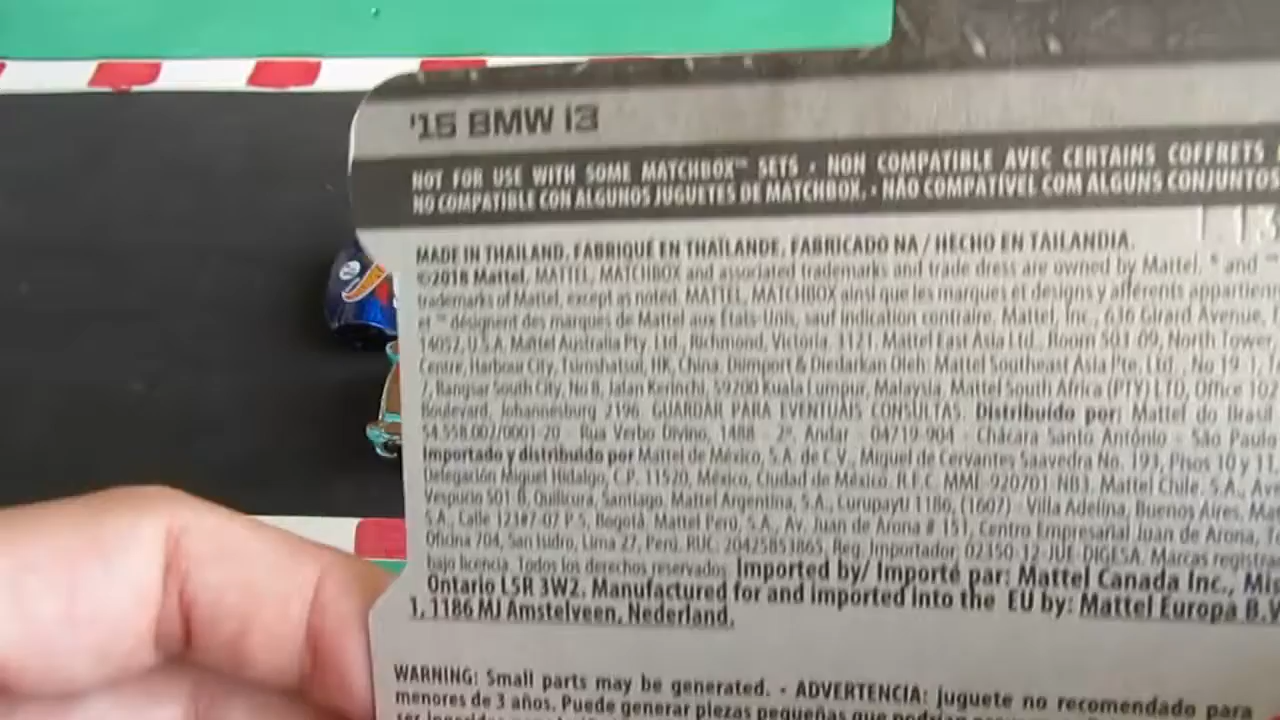 '15 BMW i3
NOT FOR USE WITH SOME MATCHBOX™ SETS • NON COMPATIBLE AVEC CERTAINS COFFRETS
NO COMPATIBLE CON ALGUNOS JUGUETES DE MATCHBOX. • NÃO COMPATÍVEL COM ALGUNS CONJUNTOS
MADE IN THAILAND. FABRIQUÉ EN THAÏLANDE. FABRICADO NA / HECHO EN TAILANDIA.
©2018 Mattel. MATTEL, MATCHBOX and associated trademarks and trade dress are owned by Mattel. ® and ™
trademarks of Mattel, except as noted. MATTEL, MATCHBOX ainsi que les marques et habillages y afférents
et ™ désignent des marques de Mattel aux États-Unis, sauf indication contraire. Mattel, Inc., 636 Girard Avenue,
14052, U.S.A. Mattel Australia Pty. Ltd., Richmond, Victoria. 3121. Mattel East Asia Ltd., Room 503-09, North Tower,
Centre, Harbour City, Tsimshatsui, HK, China. Diimport & Diedarkan Oleh: Mattel Southeast Asia Pte. Ltd., No 19-1,
7, Bangsar South City, No 8, Jalan Kerinchi, 59200 Kuala Lumpur, Malaysia. Mattel South Africa (PTY) LTD, Office 102
Boulevard, Johannesburg 2196. GUARDAR PARA EVENTUAIS CONSULTAS. Distribuído por: Mattel do Brasil
54.558.002/0001-20 - Rua Verbo Divino, 1488 - 2º. Andar - 04719-904 - Chácara Santo Antônio - São Paulo
Importado y distribuido por Mattel de México, S.A. de C.V., Miguel de Cervantes Saavedra No. 193, Pisos 10 y 11
Delegación Miguel Hidalgo, C.P. 11520, México, Ciudad de México. R.F.C. MME-920701-NB3. Mattel Chile, S.A.,
Vespucio 501-B, Quilicura, Santiago. Mattel Argentina, S.A., Curupaytí 1186, (1607) - Villa Adelina, Buenos Aires.
S.A., Calle 123#7-07 P.5, Bogotá. Mattel Perú, S.A., Av. Juan de Arona # 151, Centro Empresarial Juan de Arona,
Oficina 704, San Isidro, Lima 27, Perú. RUC: 20425853865. Reg. Importador: 02350-12-JUE-DIGESA. Marcas
bajo licencia. Todos los derechos reservados. Imported by/ Importé par: Mattel Canada Inc.,
Ontario L5R 3W2. Manufactured for and imported into the EU by: Mattel Europa B.V
1, 1186 MJ Amstelveen, Nederland.
WARNING: Small parts may be generated. • ADVERTENCIA: Juguete no recomendado para
menores de 3 años. Puede generar piezas pequeñas que podrían